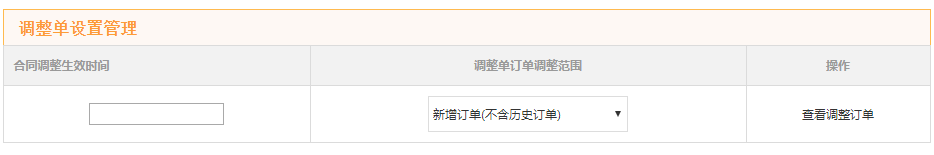 调整单设置管理
合同调整生效时间 调整单订单调整范围 操作
新增订单(不含历史订单) 查看调整订单